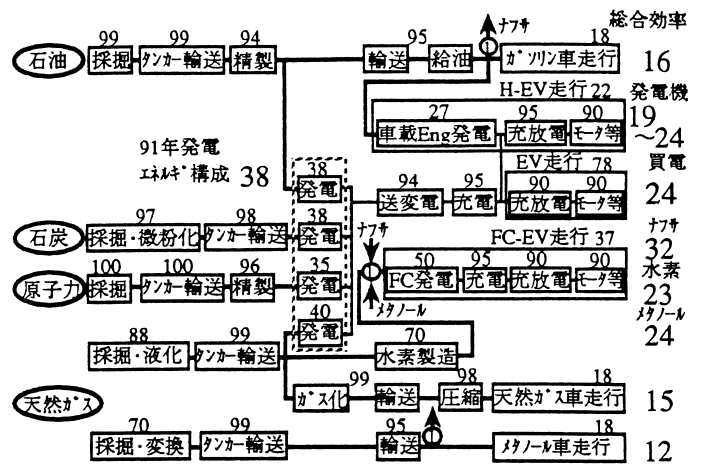 総合効率
99 99 94 95 ナフサ 18
石油 採掘 タンカー輸送 精製 輸送 給油 1 ガソリン車走行 16
H-EV走行 22 発電機
27 95 90 19
車載Eng発電 充放電 モータ等 ～24
91年発電
エネルギ構成 38
EV走行 78 買電
38 94 95 90 90
発電 送変電 充電 充放電 モータ等 24
97 98 38 ナフサ FC-EV走行 37 ナフサ
石炭 採掘・微粉化 タンカー輸送 発電 32
100 100 96 35 50 95 90 90 水素
原子力 採掘 タンカー輸送 精製 発電 FC発電 充電 充放電 モータ等 23
メタノール メタノール
40 24
発電
88 99 70
採掘・液化 タンカー輸送 水素製造
99 98 18
天然ガス ガス化 輸送 圧縮 天然ガス車走行 15
70 99 95 18
採掘・変換 タンカー輸送 輸送 メタノール車走行 12